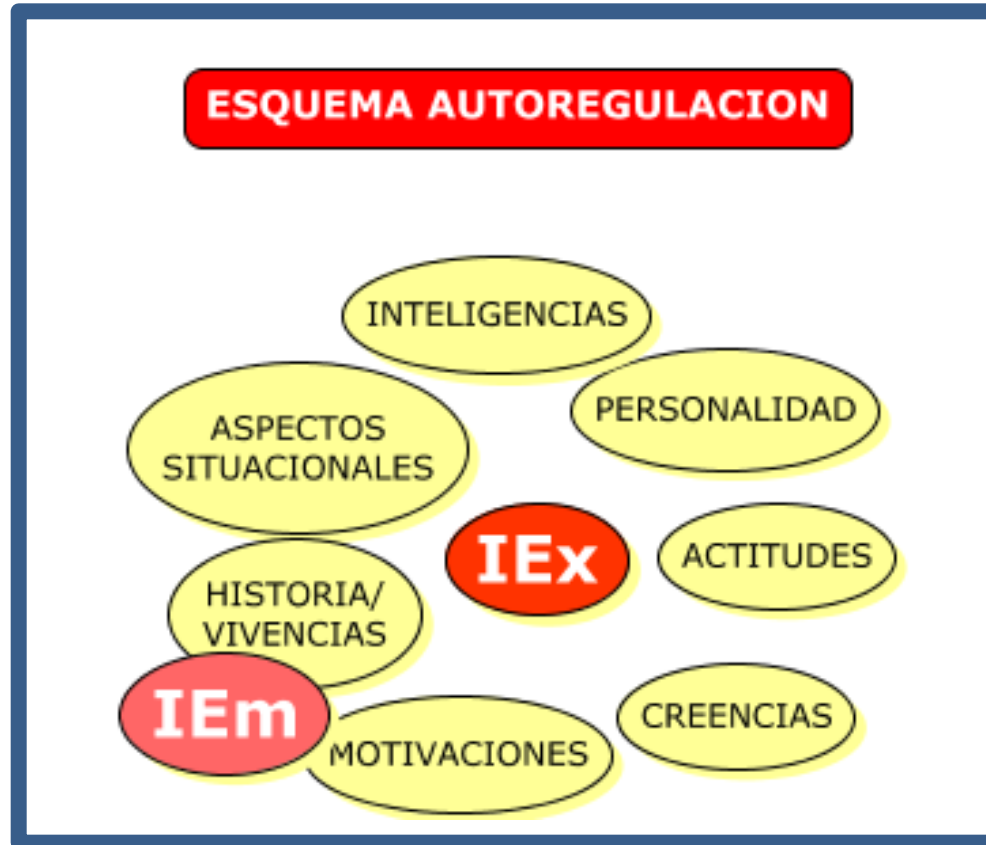 ESQUEMA AUTOREGULACION
INTELIGENCIAS
PERSONALIDAD
ASPECTOS
SITUACIONALES
IEx
ACTITUDES
HISTORIA/
VIVENCIAS
IEm
MOTIVACIONES
CREENCIAS